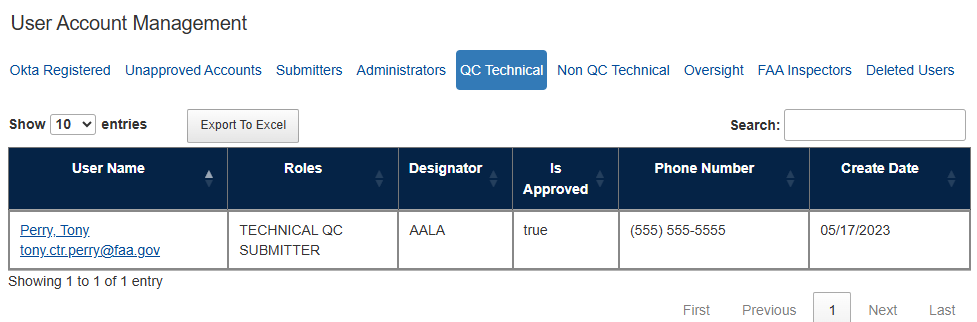 User Account Management
Okta Registered Unapproved Accounts Submitters Administrators QC Technical Non QC Technical Oversight FAA Inspectors Deleted Users
Show 10 entries Export To Excel Search:
User Name Roles Designator Is Approved Phone Number Create Date
Perry, Tony TECHNICAL QC AALA true (555) 555-5555 05/17/2023
tony.ctr.perry@faa.gov SUBMITTER
Showing 1 to 1 of 1 entry
First Previous 1 Next Last